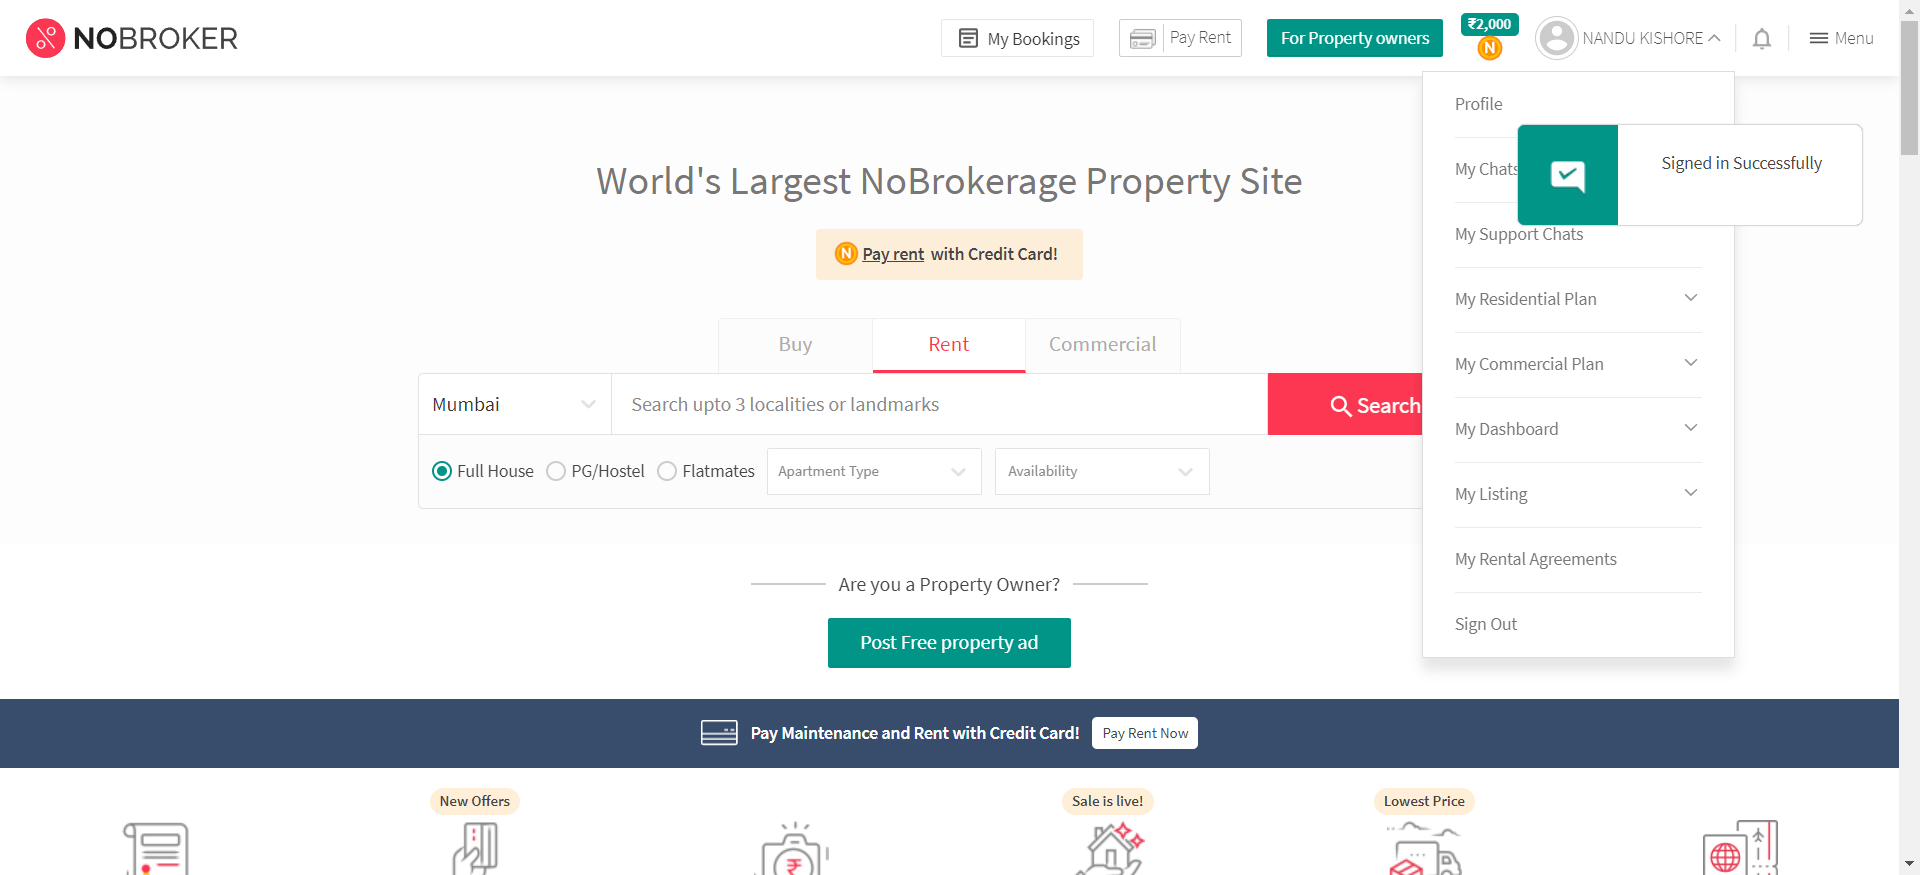 NOBROKER
My Bookings
Pay Rent
For Property owners
₹2,000
N
NANDU KISHORE
Menu
Profile
My Chats
Signed in Successfully
My Support Chats
My Residential Plan
My Commercial Plan
My Dashboard
My Listing
My Rental Agreements
Sign Out
World's Largest NoBrokerage Property Site
N Pay rent with Credit Card!
Buy
Rent
Commercial
Mumbai
Search upto 3 localities or landmarks
Search
Full House
PG/Hostel
Flatmates
Apartment Type
Availability
Are you a Property Owner?
Post Free property ad
Pay Maintenance and Rent with Credit Card!
Pay Rent Now
New Offers
Sale is live!
Lowest Price